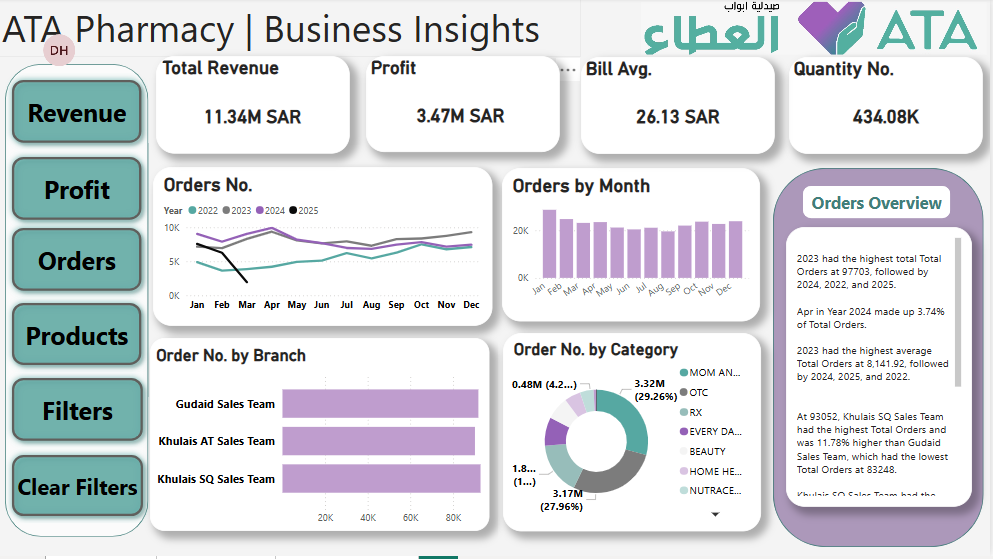 ATA Pharmacy | Business Insights
صيدلية ابواب
العطاء
ATA
DH
Revenue
Profit
Orders
Products
Filters
Clear Filters
Total Revenue
11.34M SAR
Profit
3.47M SAR
Bill Avg.
26.13 SAR
Quantity No.
434.08K
Orders No.
Year 2022 2023 2024 2025
10K
5K
0K
Jan Feb Mar Apr May Jun Jul Aug Sep Oct Nov Dec
Orders by Month
20K
0K
Jan Feb Mar Apr May Jun Jul Aug Sep Oct Nov Dec
Order No. by Branch
Gudaid Sales Team
Khulais AT Sales Team
Khulais SQ Sales Team
20K 40K 60K 80K
Order No. by Category
0.48M (4.2...)
3.32M
(29.26%)
1.8...
(1...)
3.17M
(27.96%)
MOM AN...
OTC
RX
EVERY DA...
BEAUTY
HOME HE...
NUTRACE...
Orders Overview
2023 had the highest total Total
Orders at 97703, followed by
2024, 2022, and 2025.
Apr in Year 2024 made up 3.74%
of Total Orders.
2023 had the highest average
Total Orders at 8,141.92, followed
by 2024, 2025, and 2022.
At 93052, Khulais SQ Sales Team
had the highest Total Orders and
was 11.78% higher than Gudaid
Sales Team, which had the lowest
Total Orders at 83248.
Khulais SQ Sales Team had the